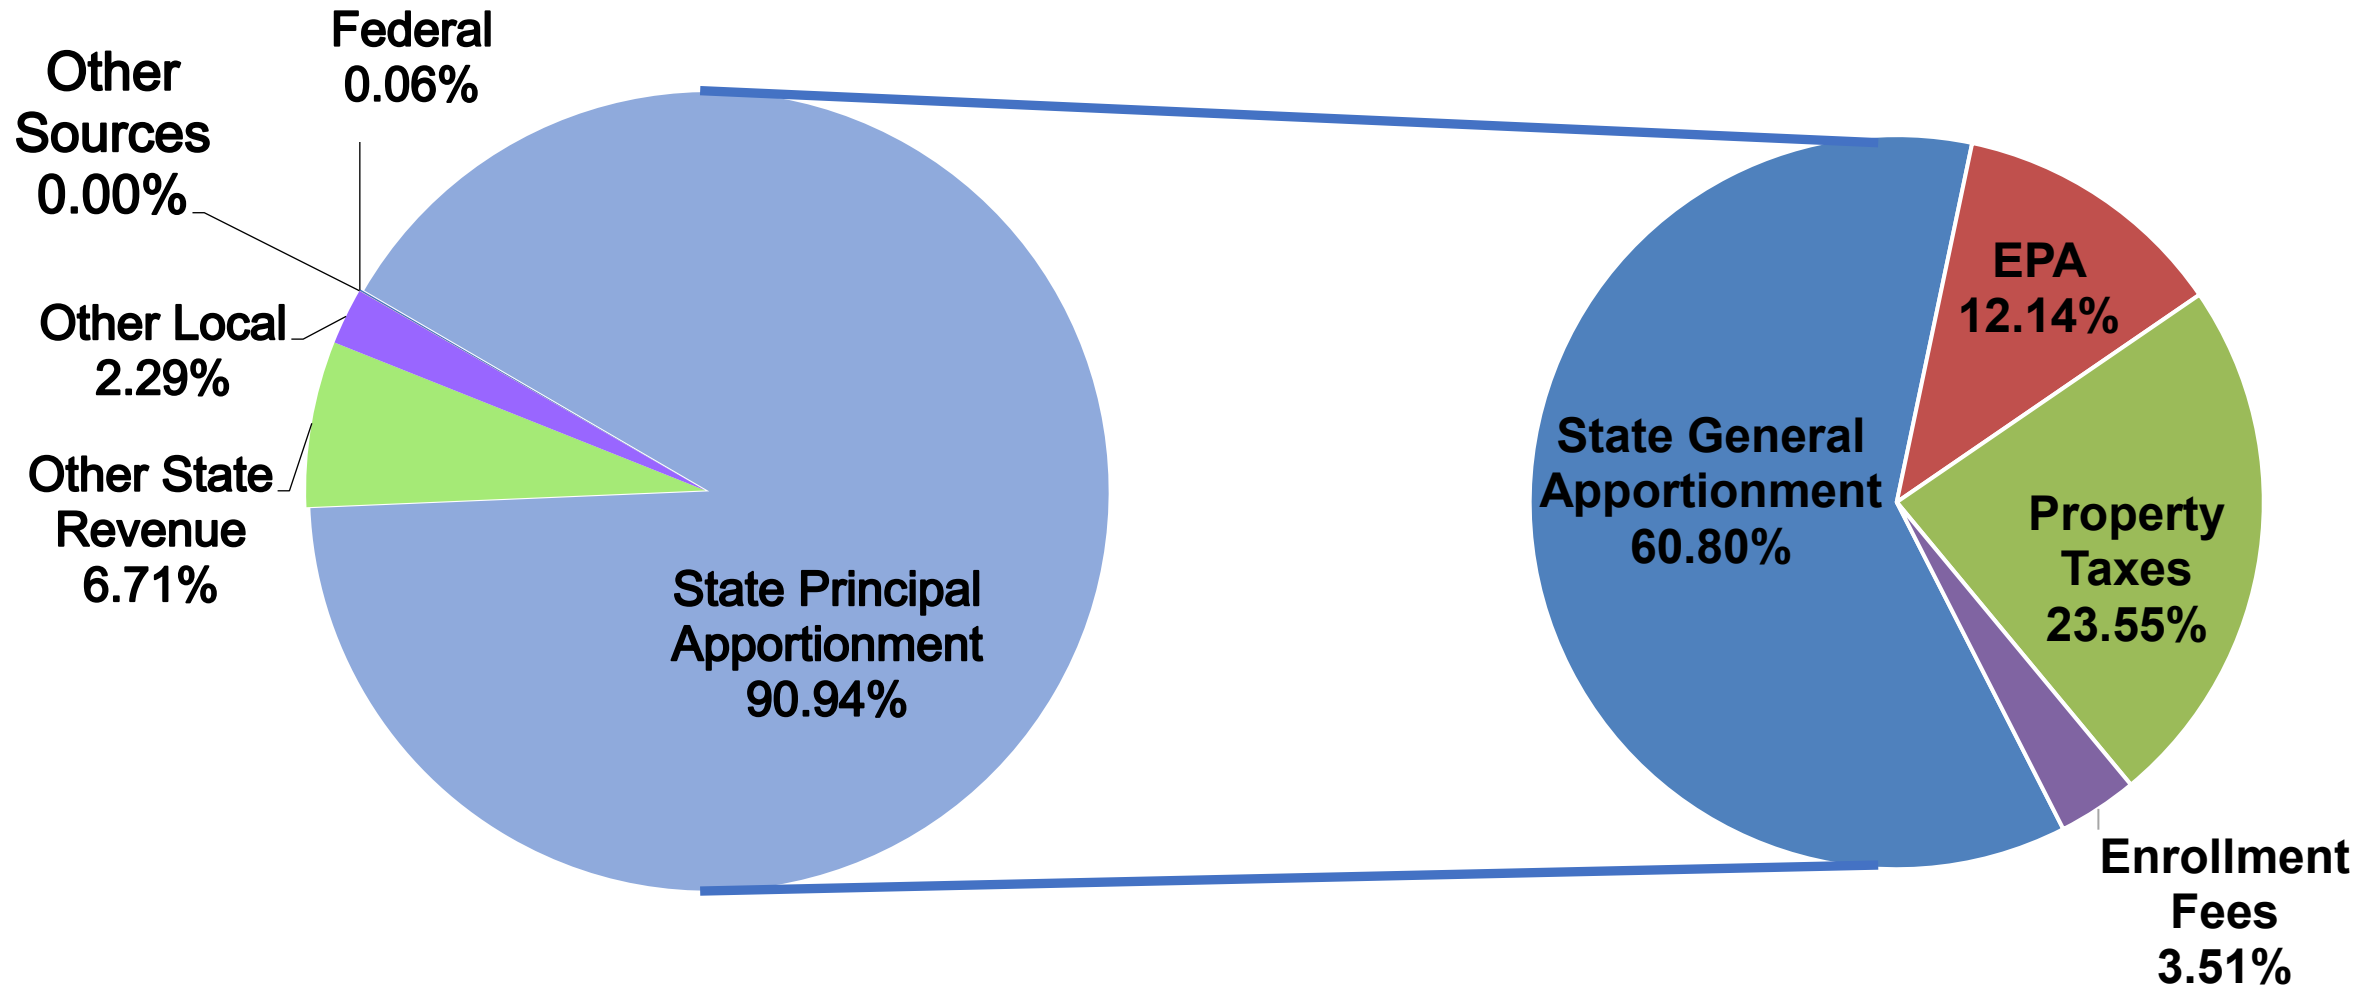 Federal
0.06%
Other
Sources
0.00%
Other Local
2.29%
Other State
Revenue
6.71%
State Principal
Apportionment
90.94%
EPA
12.14%
State General
Apportionment
60.80%
Property
Taxes
23.55%
Enrollment
Fees
3.51%